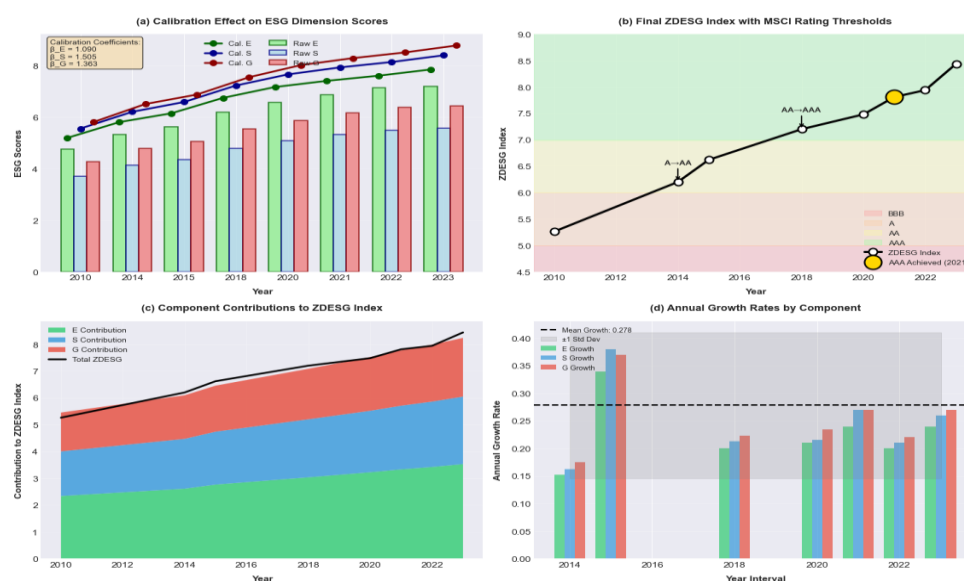 (a) Calibration Effect on ESG Dimension Scores
Calibration Coefficients:
β_E = 1.090
β_S = 1.505
β_G = 1.363
Cal. E
Cal. S
Cal. G
Raw E
Raw S
Raw G
ESG Scores
8
6
4
2
0
2010 2014 2015 2018 2020 2021 2022 2023
Year
(b) Final ZDESG Index with MSCI Rating Thresholds
ZDESG Index
9.0
8.5
8.0
7.5
7.0
6.5
6.0
5.5
5.0
4.5
A→AA
AA→AAA
BBB
A
AA
AAA
ZDESG Index
AAA Achieved (2021
2010 2012 2014 2016 2018 2020 2022
Year
(c) Component Contributions to ZDESG Index
E Contribution
S Contribution
G Contribution
Total ZDESG
Contribution to ZDESG Index
8
7
6
5
4
3
2
1
0
2010 2012 2014 2016 2018 2020 2022
Year
(d) Annual Growth Rates by Component
Mean Growth: 0.278
±1 Std Dev
E Growth
S Growth
G Growth
Annual Growth Rate
0.40
0.35
0.30
0.25
0.20
0.15
0.10
0.05
0.00
2014 2016 2018 2020 2022
Year Interval